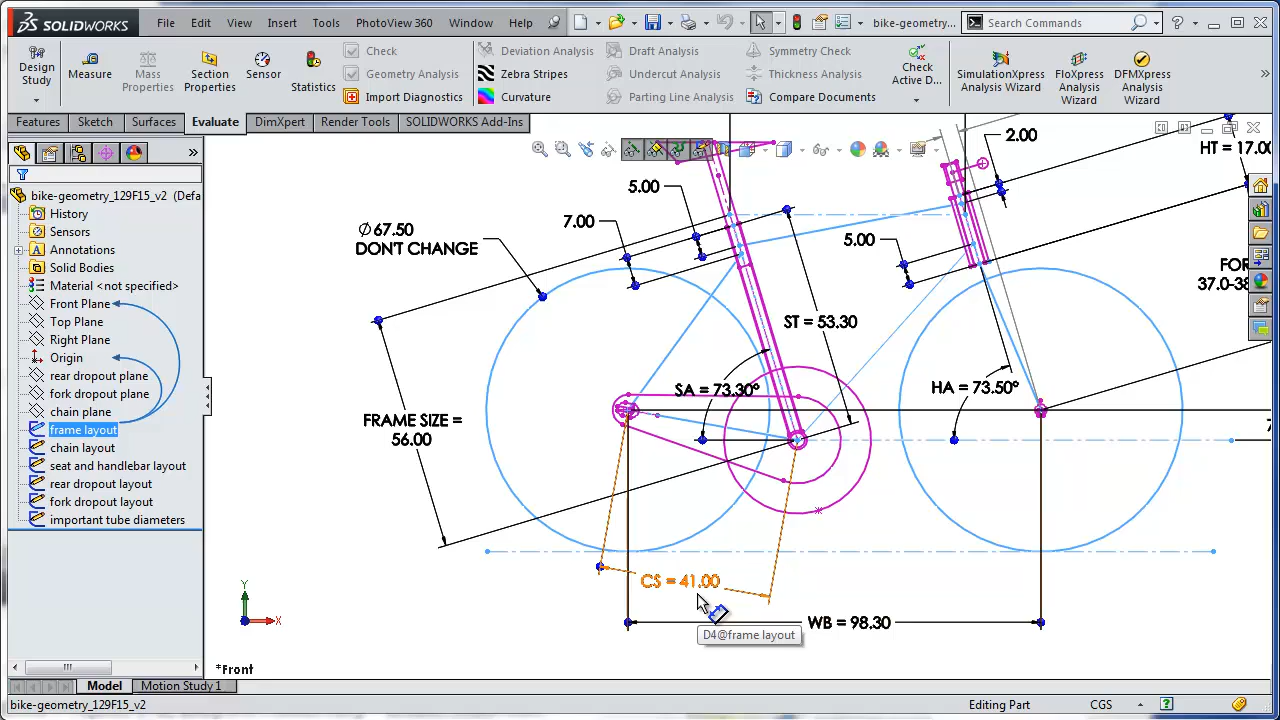 SOLIDWORKS File Edit View Insert Tools PhotoView 360 Window Help bike-geometry... Search Commands ?
Design Study
Measure
Mass Properties
Section Properties
Sensor
Statistics
Check
Geometry Analysis
Import Diagnostics
Deviation Analysis
Zebra Stripes
Curvature
Draft Analysis
Undercut Analysis
Parting Line Analysis
Symmetry Check
Thickness Analysis
Compare Documents
Check Active D...
SimulationXpress Analysis Wizard
FloXpress Analysis Wizard
DFMXpress Analysis Wizard
Features Sketch Surfaces Evaluate DimXpert Render Tools SOLIDWORKS Add-Ins
bike-geometry_129F15_v2 (Defa
History
Sensors
Annotations
Solid Bodies
Material <not specified>
Front Plane
Top Plane
Right Plane
Origin
rear dropout plane
fork dropout plane
chain plane
frame layout
chain layout
seat and handlebar layout
rear dropout layout
fork dropout layout
important tube diameters
2.00
HT = 17.00
5.00
7.00
Ø67.50
DON'T CHANGE
5.00
FOR
37.0-38
ST = 53.30
SA = 73.30°
HA = 73.50°
FRAME SIZE =
56.00
7
CS = 41.00
WB = 98.30
D4@frame layout
Y
X
*Front
Model Motion Study 1
bike-geometry_129F15_v2 Editing Part CGS ?